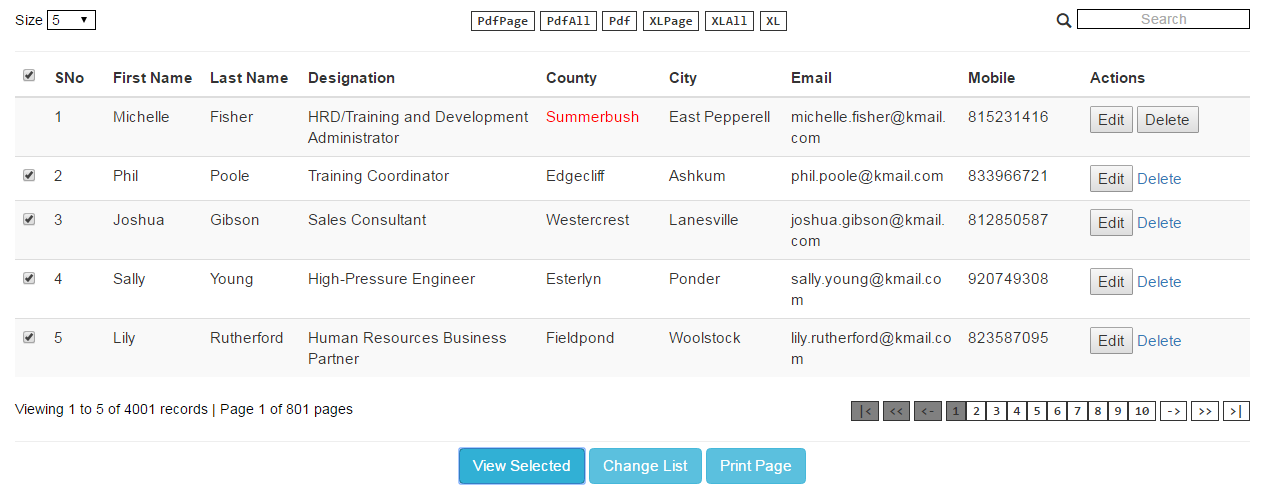 Size 5 PdfPage PdfAll Pdf XLPage XLAll XL Search
SNo First Name Last Name Designation County City Email Mobile Actions
1 Michelle Fisher HRD/Training and Development Summerbush East Pepperell michelle.fisher@kmail. 815231416 Edit Delete
Administrator com
2 Phil Poole Training Coordinator Edgecliff Ashkum phil.poole@kmail.com 833966721 Edit Delete
3 Joshua Gibson Sales Consultant Westercrest Lanesville joshua.gibson@kmail. 812850587 Edit Delete
com
4 Sally Young High-Pressure Engineer Esterlyn Ponder sally.young@kmail.co 920749308 Edit Delete
m
5 Lily Rutherford Human Resources Business Fieldpond Woolstock lily.rutherford@kmail.co 823587095 Edit Delete
Partner m
Viewing 1 to 5 of 4001 records | Page 1 of 801 pages |< << <- 1 2 3 4 5 6 7 8 9 10 -> >> >|
View Selected Change List Print Page